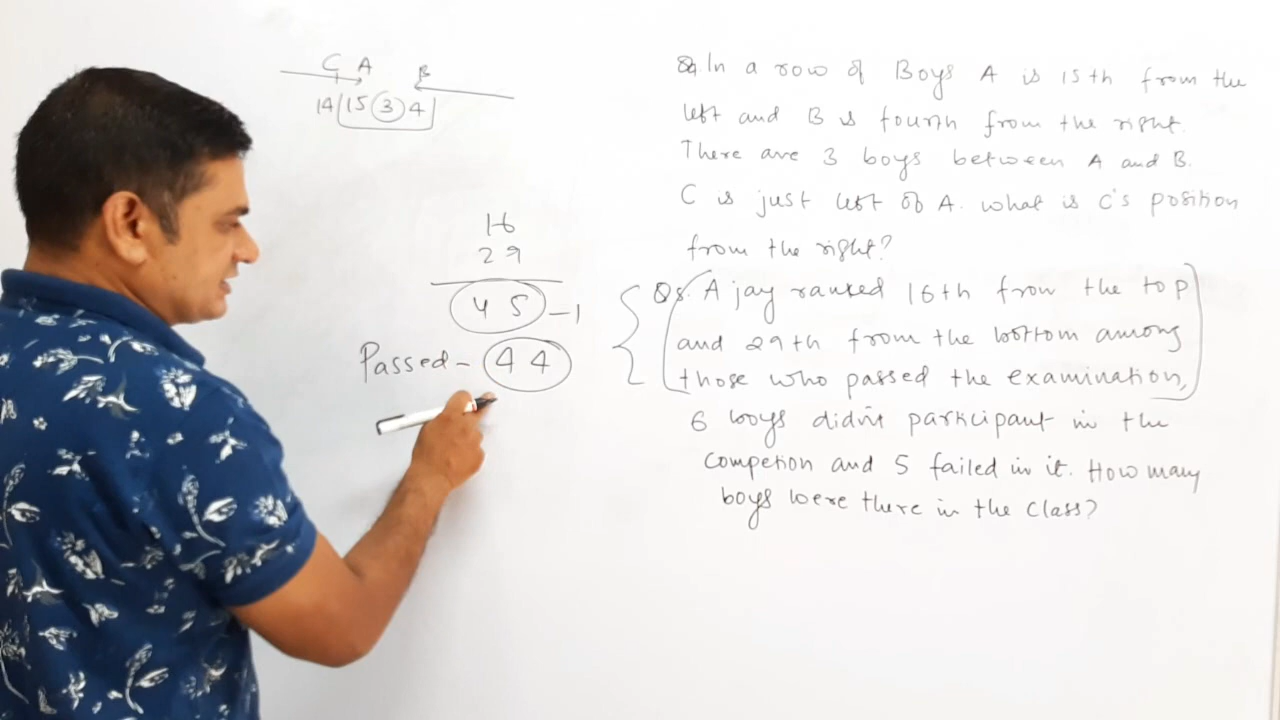 C A B
14 15 3 4
16
29
45 -1
Passed - 44
Q4. In a row of Boys A is 15th from the
left and B is fourth from the right.
There are 3 boys between A and B.
C is just left of A. what is C's position
from the right?
Q5. Ajay ranked 16th from the top
and 29th from the bottom among
those who passed the examination,
6 boys didn't participant in the
Competion and 5 failed in it. How many
boys were there in the Class?